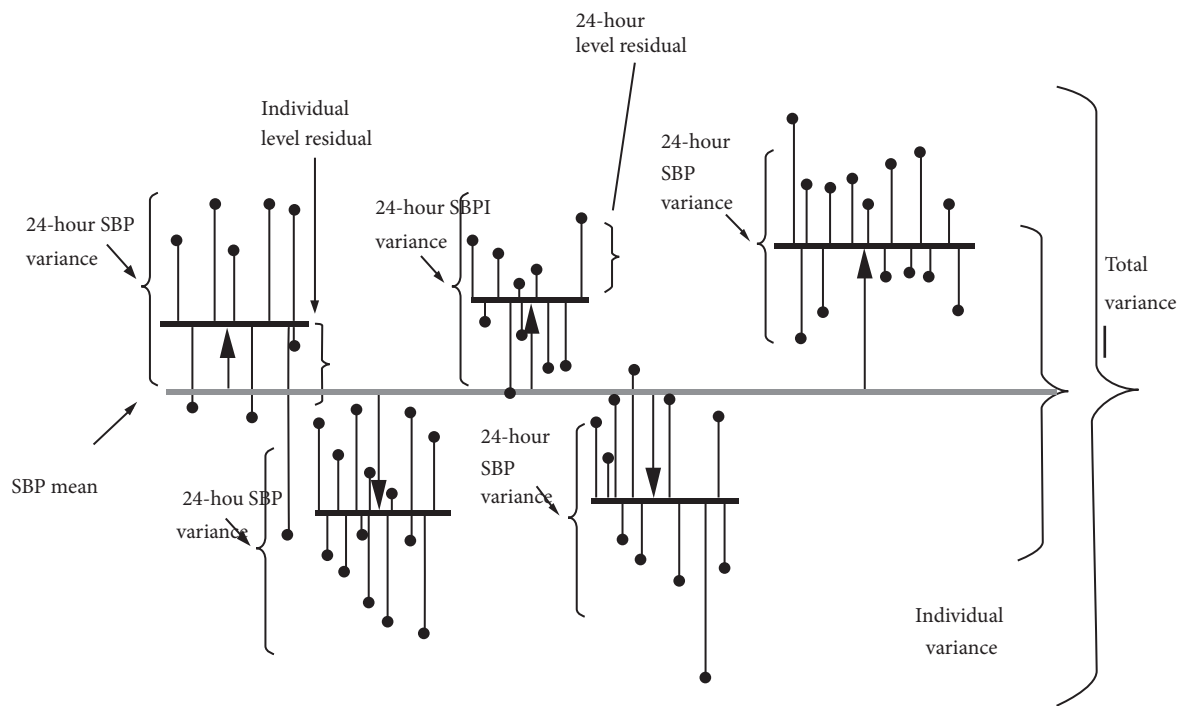 24-hour
level residual
Individual
level residual
24-hour
SBP
variance
24-hour SBP
variance
24-hour SBPI
variance
Total
variance
SBP mean
24-hou SBP
variance
24-hour
SBP
variance
Individual
variance